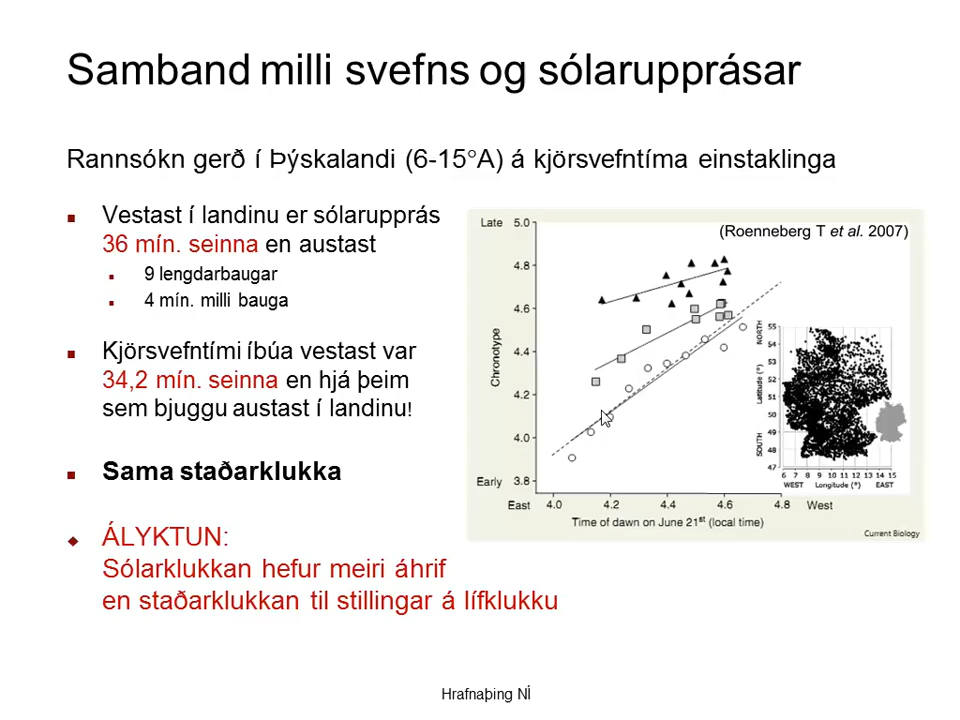 Samband milli svefns og sólarupprásar
Rannsókn gerð í Þýskalandi (6-15°A) á kjörsvefntíma einstaklinga
Vestast í landinu er sólarupprás
36 mín. seinna en austast
9 lengdarbaugar
4 mín. milli bauga
Kjörsvefntími íbúa vestast var
34,2 mín. seinna en hjá þeim
sem bjuggu austast í landinu!
Sama staðarklukka
ÁLYKTUN:
Sólarklukkan hefur meiri áhrif
en staðarklukkan til stillingar á lífklukku
(Roenneberg T et al. 2007)
Late 5.0
4.8
4.6
4.4
4.2
4.0
Early 3.8
Chronotype
East 4.0 4.2 4.4 4.6 4.8 West
Time of dawn on June 21st (local time)
NORTH
Latitude (°)
SOUTH
55
54
53
52
51
50
49
48
47
6 7 8 9 10 11 12 13 14 15
WEST Longitude (°) EAST
Current Biology
Hrafnaþing NÍ